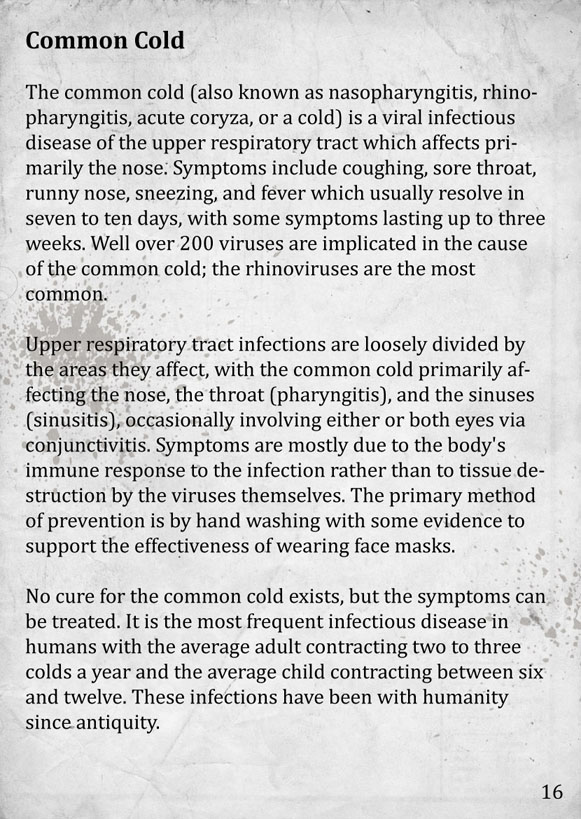 Common Cold
The common cold (also known as nasopharyngitis, rhino-
pharyngitis, acute coryza, or a cold) is a viral infectious
disease of the upper respiratory tract which affects pri-
marily the nose. Symptoms include coughing, sore throat,
runny nose, sneezing, and fever which usually resolve in
seven to ten days, with some symptoms lasting up to three
weeks. Well over 200 viruses are implicated in the cause
of the common cold; the rhinoviruses are the most
common.
Upper respiratory tract infections are loosely divided by
the areas they affect, with the common cold primarily af-
fecting the nose, the throat (pharyngitis), and the sinuses
(sinusitis), occasionally involving either or both eyes via
conjunctivitis. Symptoms are mostly due to the body's
immune response to the infection rather than to tissue de-
struction by the viruses themselves. The primary method
of prevention is by hand washing with some evidence to
support the effectiveness of wearing face masks.
No cure for the common cold exists, but the symptoms can
be treated. It is the most frequent infectious disease in
humans with the average adult contracting two to three
colds a year and the average child contracting between six
and twelve. These infections have been with humanity
since antiquity.
16